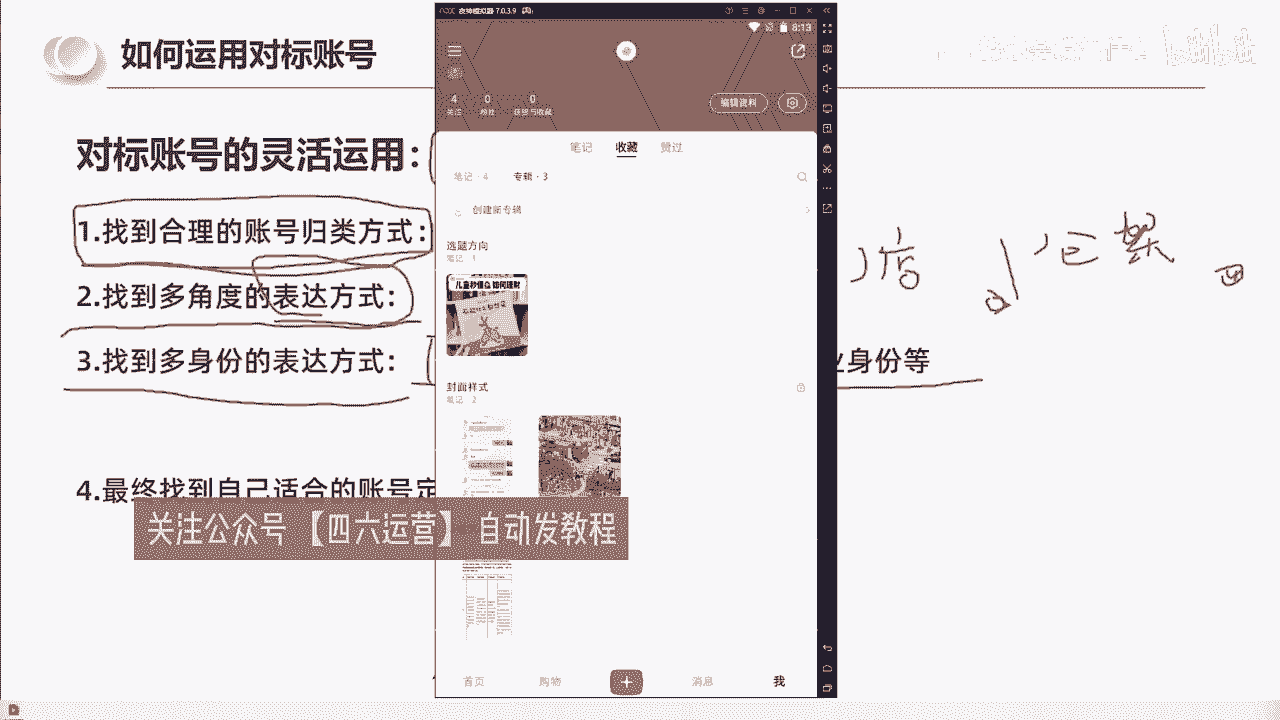 如何运用对标账号
对标账号的灵活运用：
1.找到合理的账号归类方式：
2.找到多角度的表达方式：
3.找到多身份的表达方式：
身份等
4.最终找到自己适合的账号定
夜神模拟器 7.0.3.9
8:13
4 0 0
关注 粉丝 获赞与收藏
编辑资料
笔记 收藏 赞过
笔记·4 专辑·3
创建新专辑
选题方向
笔记·1
儿童 如何理财
封面样式
笔记·2
首页 购物 消息 我
关注公众号 【四六运营】 自动发教程
店